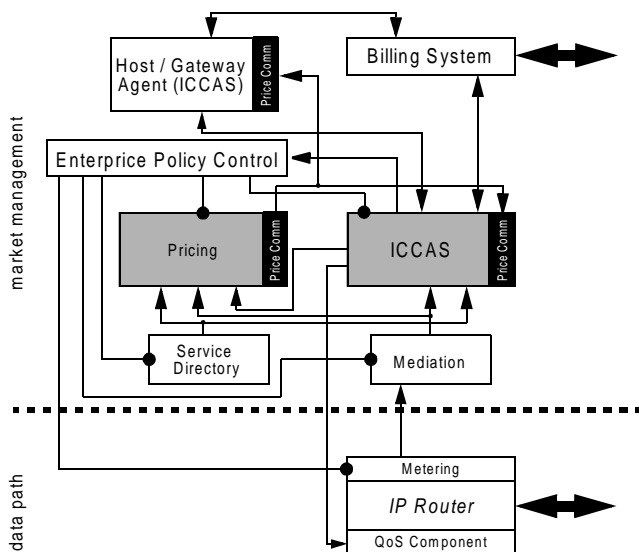 Host / Gateway
Agent (ICCAS)
Price Comm
Billing System
Enterprice Policy Control
market management
Pricing
Price Comm
ICCAS
Price Comm
Service
Directory
Mediation
data path
Metering
IP Router
QoS Component